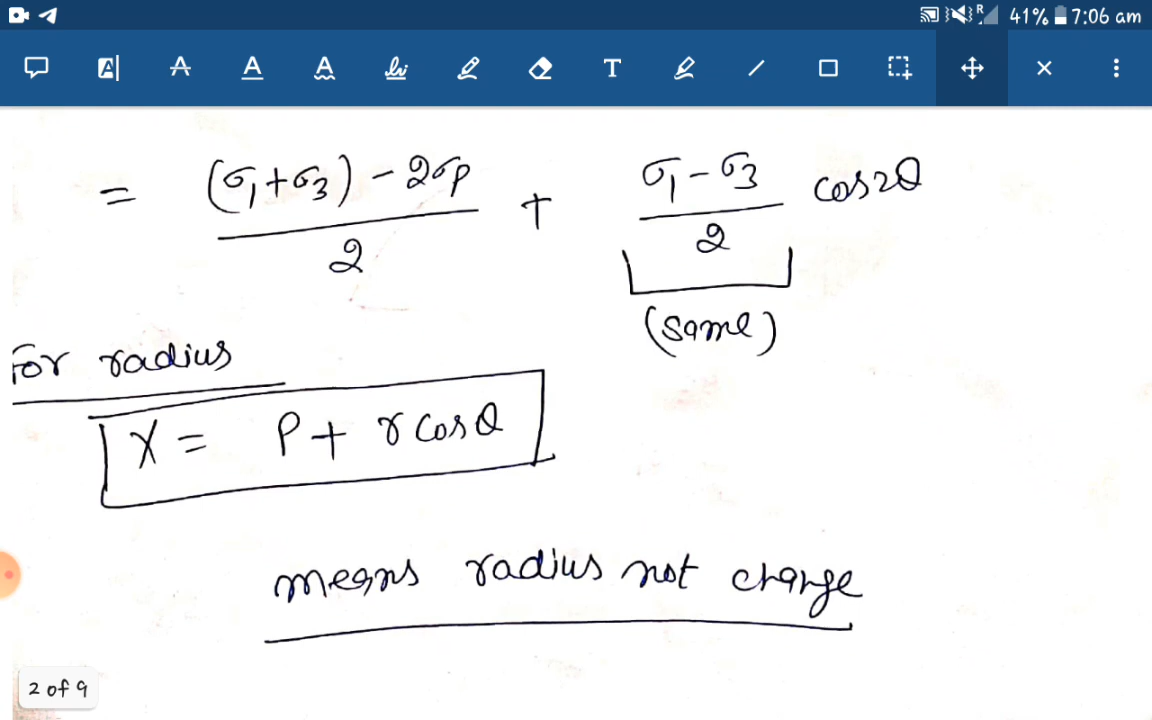 R 41% 7:06 am
A A A A T
= (σ₁+σ₃) - 2σp / 2 + σ₁-σ₃ / 2 cos2θ
(same)
For radius
X = P + r cosθ
means radius not change
2 of 9